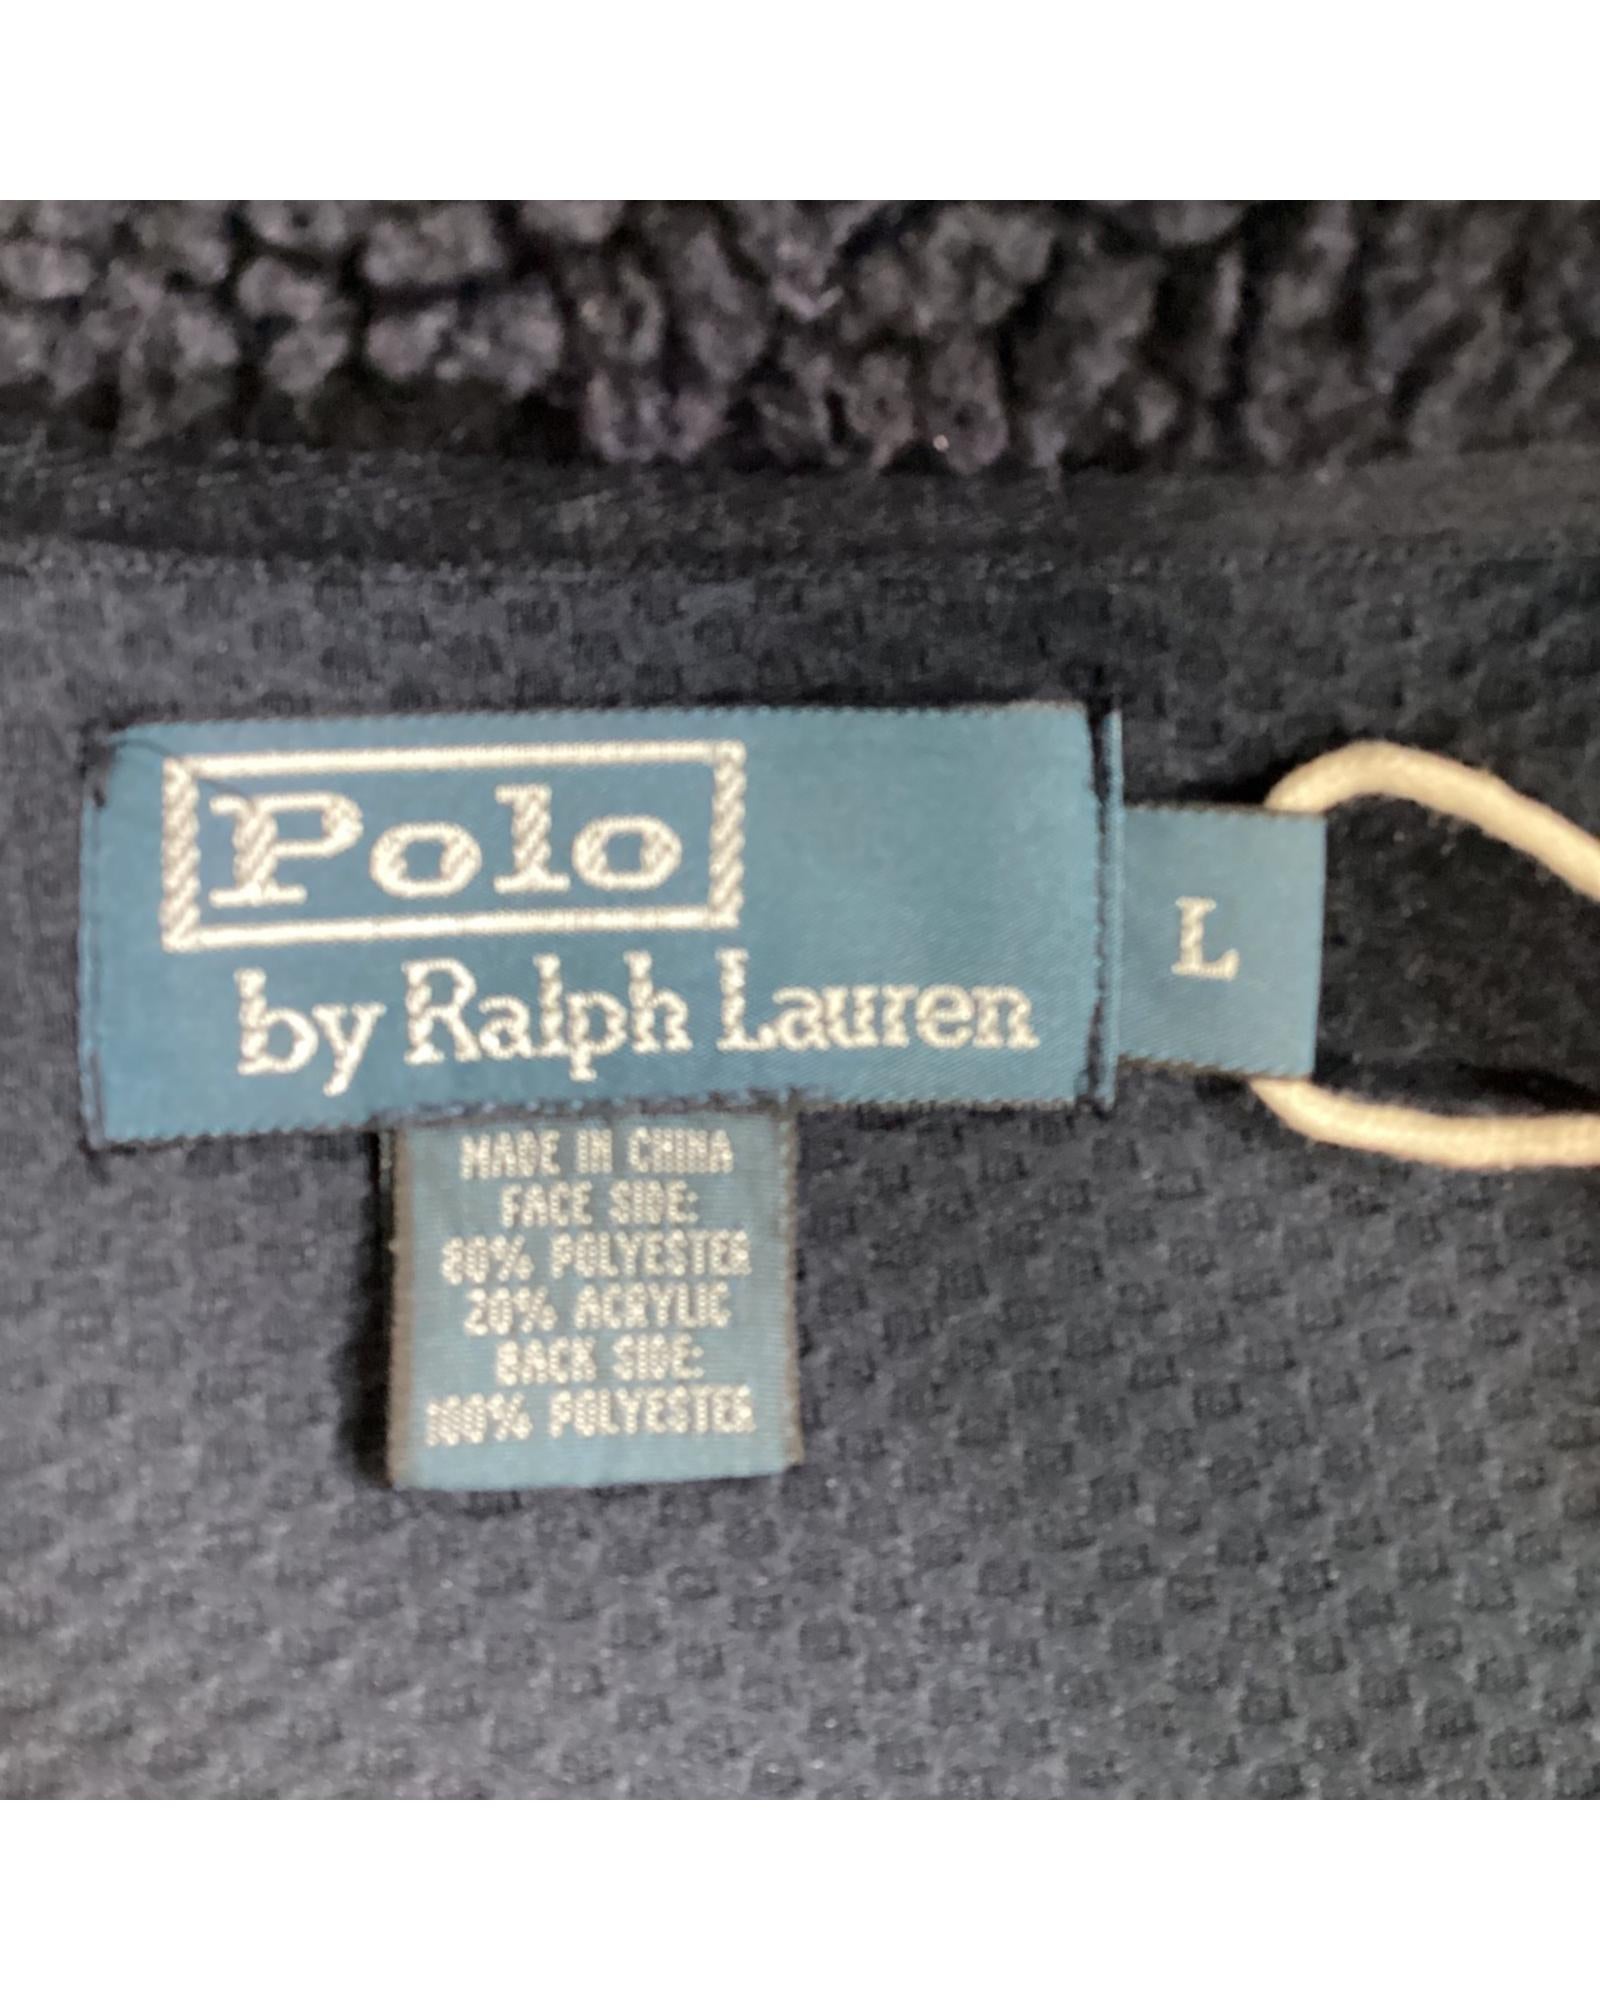 Polo
by Ralph Lauren
L
MADE IN CHINA
FACE SIDE:
80% POLYESTER
20% ACRYLIC
BACK SIDE:
100% POLYESTER